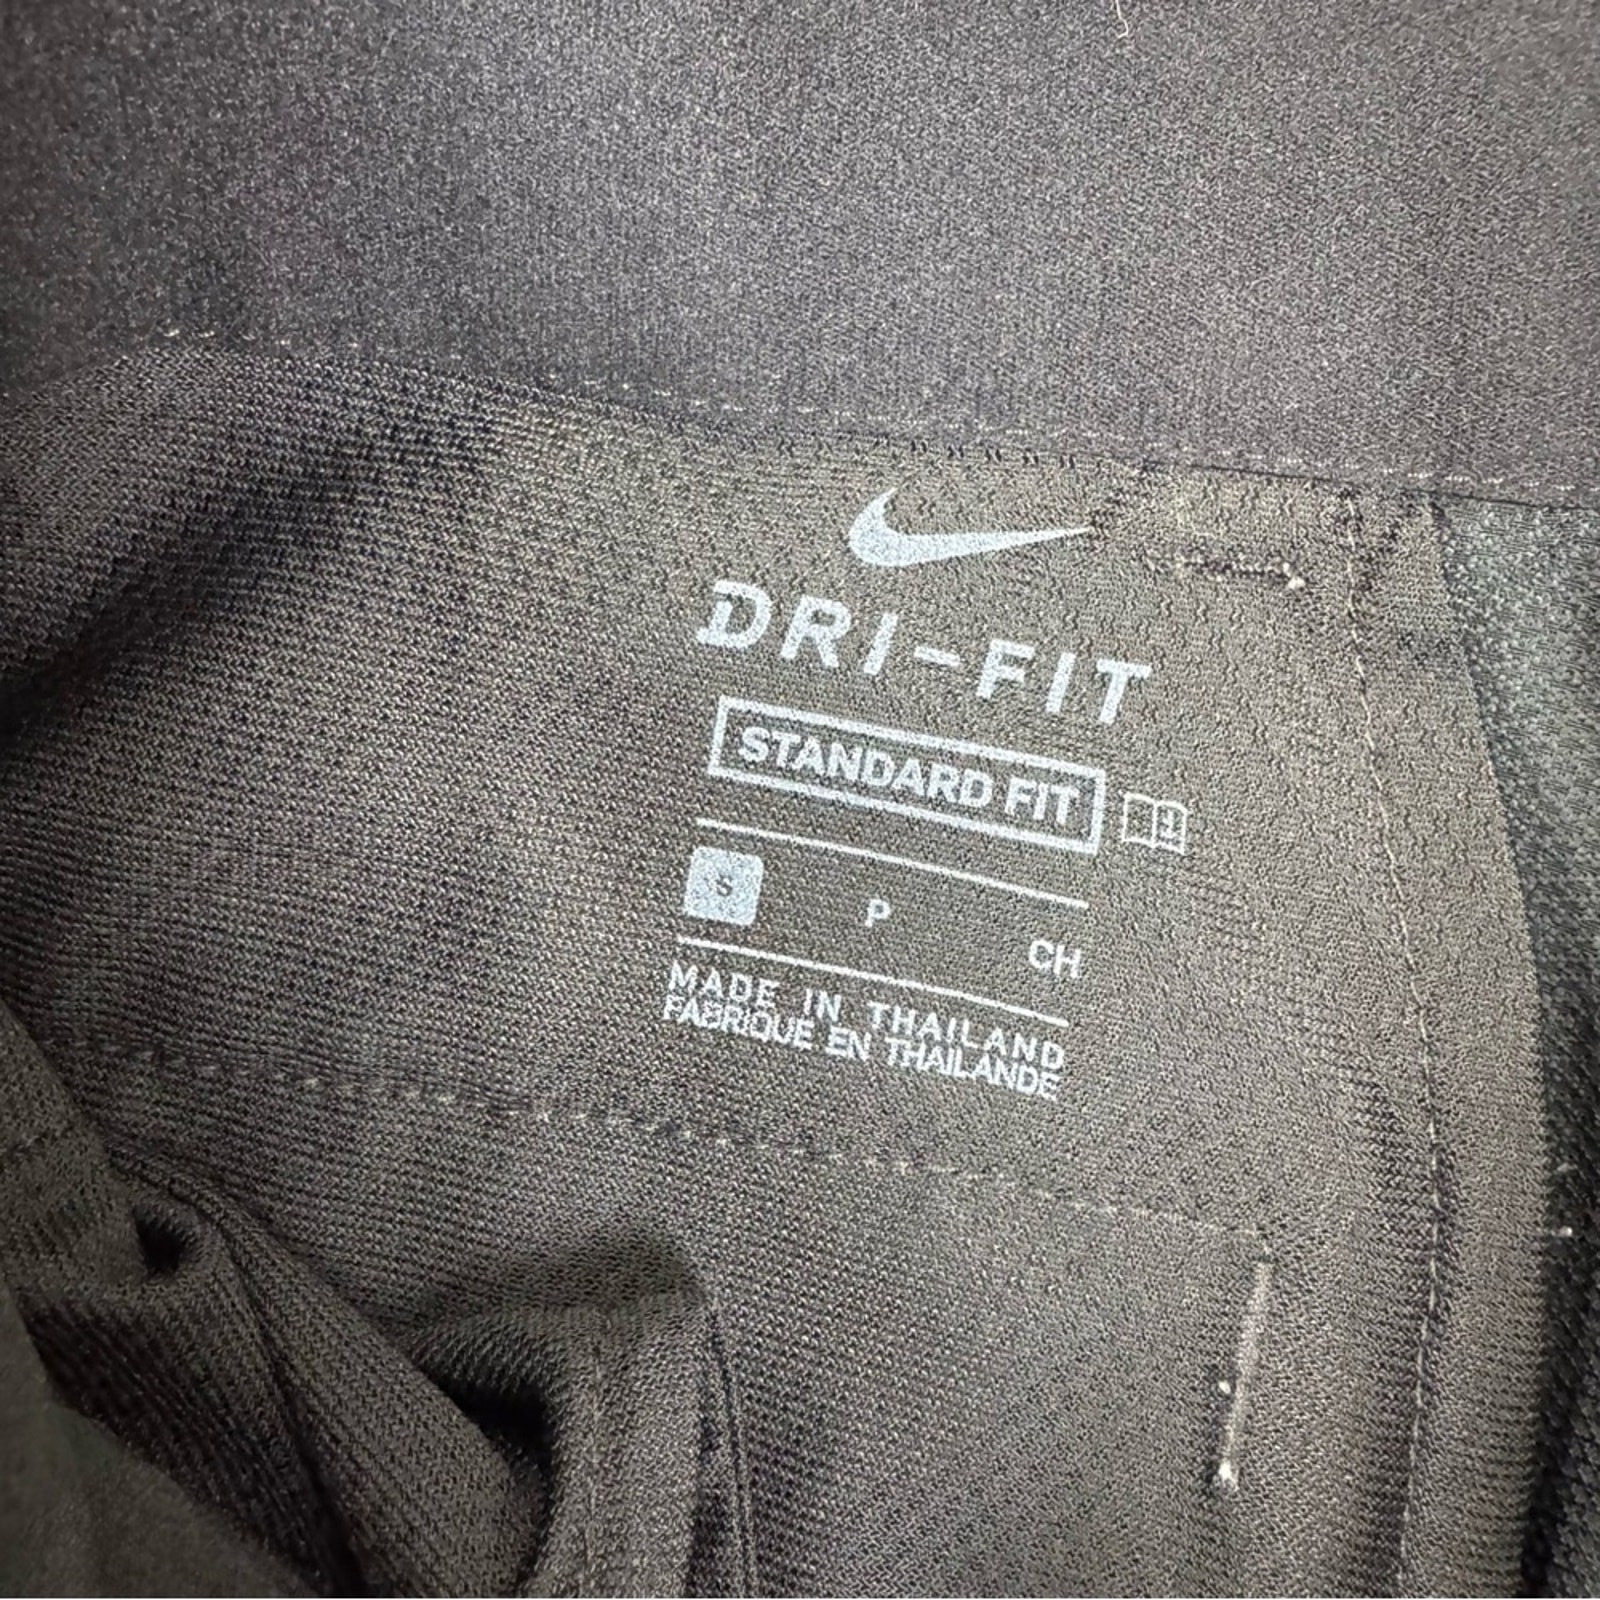 DRI-FIT
STANDARD FIT
S P CH
MADE IN THAILAND
FABRIQUE EN THAILANDE